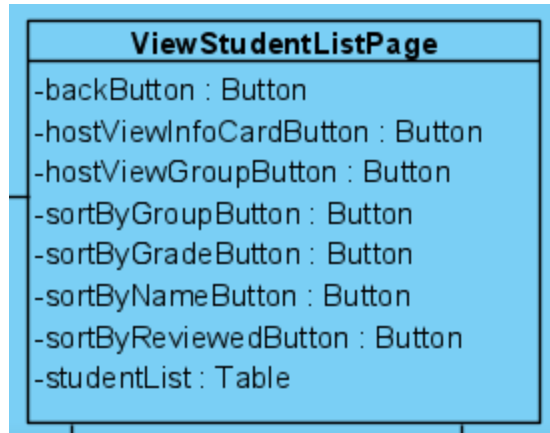 ViewStudentListPage
-backButton : Button
-hostViewInfoCardButton : Button
-hostViewGroupButton : Button
-sortByGroupButton : Button
-sortByGradeButton : Button
-sortByNameButton : Button
-sortByReviewedButton : Button
-studentList : Table